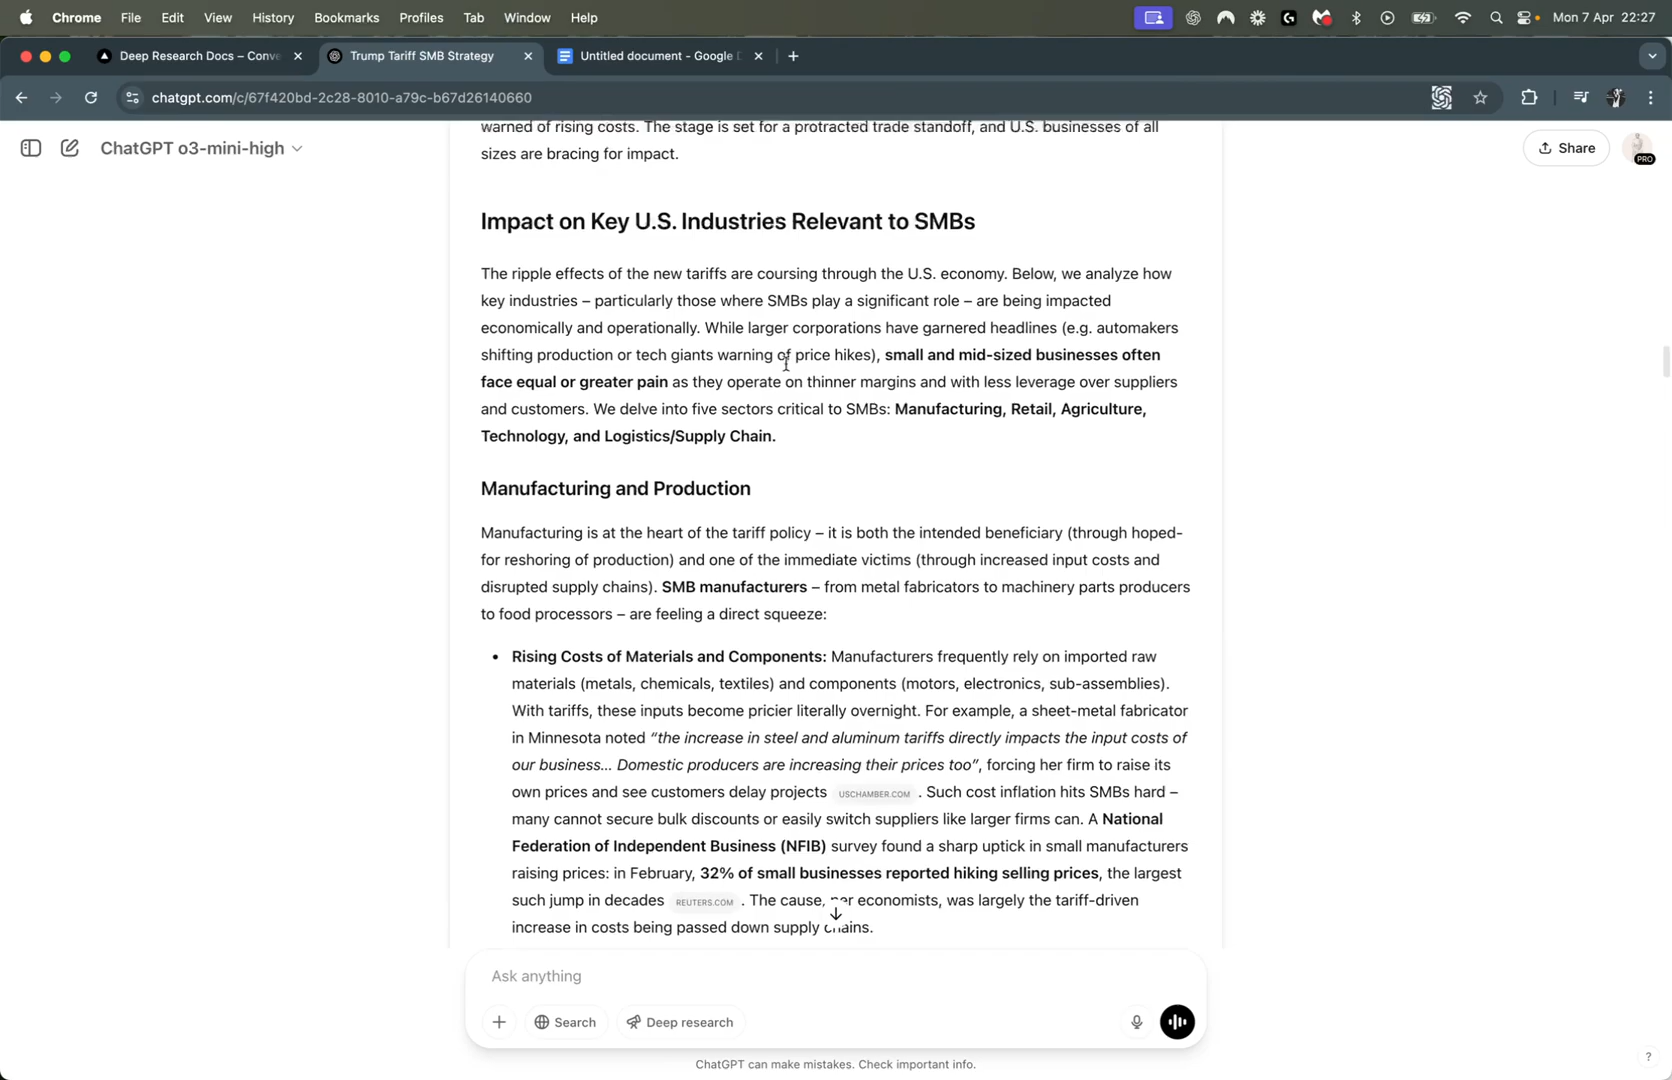 Chrome File Edit View History Bookmarks Profiles Tab Window Help Mon 7 Apr 22:27
Deep Research Docs – Conve Trump Tariff SMB Strategy Untitled document - Google
chatgpt.com/c/67f420bd-2c28-8010-a79c-b67d26140660
ChatGPT o3-mini-high Share
PRO
warned of rising costs. The stage is set for a protracted trade standoff, and U.S. businesses of all
sizes are bracing for impact.
Impact on Key U.S. Industries Relevant to SMBs
The ripple effects of the new tariffs are coursing through the U.S. economy. Below, we analyze how
key industries – particularly those where SMBs play a significant role – are being impacted
economically and operationally. While larger corporations have garnered headlines (e.g. automakers
shifting production or tech giants warning of price hikes), small and mid-sized businesses often
face equal or greater pain as they operate on thinner margins and with less leverage over suppliers
and customers. We delve into five sectors critical to SMBs: Manufacturing, Retail, Agriculture,
Technology, and Logistics/Supply Chain.
Manufacturing and Production
Manufacturing is at the heart of the tariff policy – it is both the intended beneficiary (through hoped-
for reshoring of production) and one of the immediate victims (through increased input costs and
disrupted supply chains). SMB manufacturers – from metal fabricators to machinery parts producers
to food processors – are feeling a direct squeeze:
• Rising Costs of Materials and Components: Manufacturers frequently rely on imported raw
materials (metals, chemicals, textiles) and components (motors, electronics, sub-assemblies).
With tariffs, these inputs become pricier literally overnight. For example, a sheet-metal fabricator
in Minnesota noted “the increase in steel and aluminum tariffs directly impacts the input costs of
our business… Domestic producers are increasing their prices too”, forcing her firm to raise its
own prices and see customers delay projects USCHAMBER.COM . Such cost inflation hits SMBs hard –
many cannot secure bulk discounts or easily switch suppliers like larger firms can. A National
Federation of Independent Business (NFIB) survey found a sharp uptick in small manufacturers
raising prices: in February, 32% of small businesses reported hiking selling prices, the largest
such jump in decades REUTERS.COM . The cause, per economists, was largely the tariff-driven
increase in costs being passed down supply chains.
Ask anything
Search Deep research
ChatGPT can make mistakes. Check important info.
?